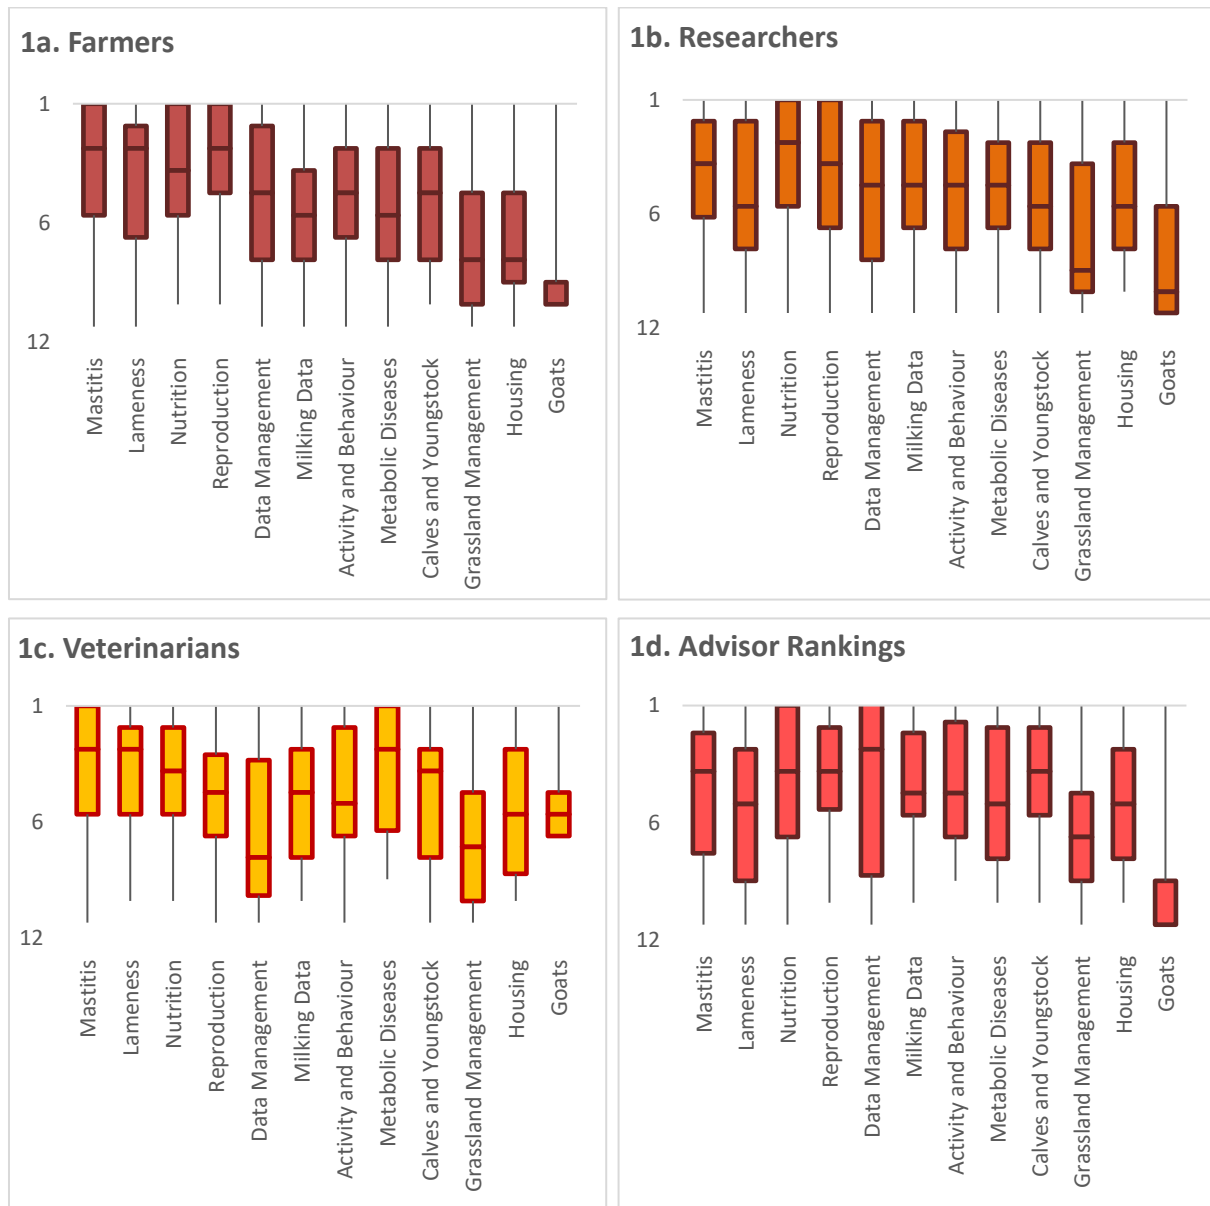 1a. Farmers
1
6
12
Mastitis
Lameness
Nutrition
Reproduction
Data Management
Milking Data
Activity and Behaviour
Metabolic Diseases
Calves and Youngstock
Grassland Management
Housing
Goats
1b. Researchers
1
6
12
Mastitis
Lameness
Nutrition
Reproduction
Data Management
Milking Data
Activity and Behaviour
Metabolic Diseases
Calves and Youngstock
Grassland Management
Housing
Goats
1c. Veterinarians
1
6
12
Mastitis
Lameness
Nutrition
Reproduction
Data Management
Milking Data
Activity and Behaviour
Metabolic Diseases
Calves and Youngstock
Grassland Management
Housing
Goats
1d. Advisor Rankings
1
6
12
Mastitis
Lameness
Nutrition
Reproduction
Data Management
Milking Data
Activity and Behaviour
Metabolic Diseases
Calves and Youngstock
Grassland Management
Housing
Goats